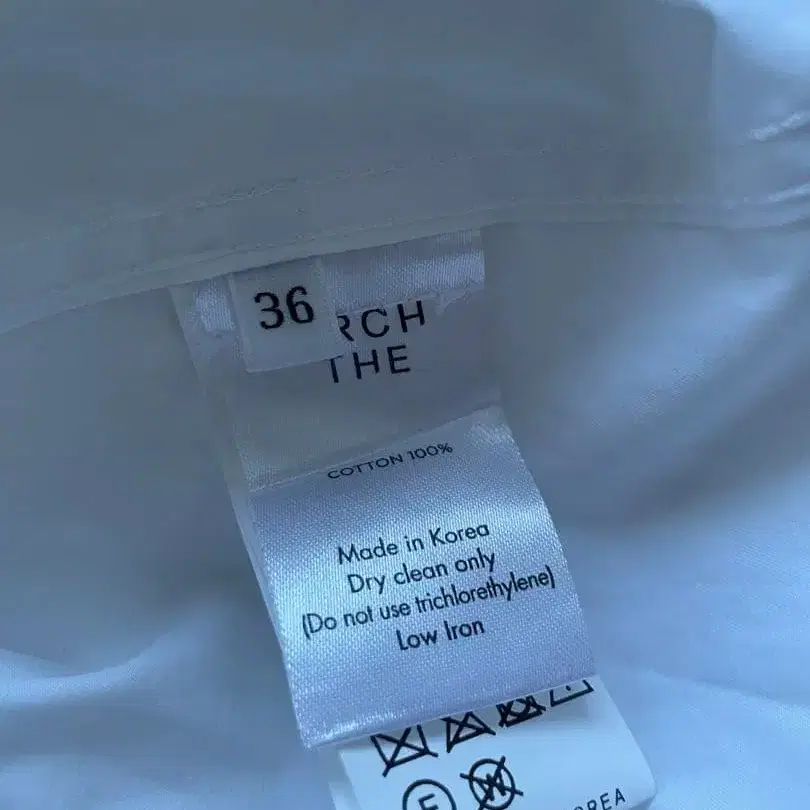 36
RCH
THE
COTTON 100%
Made in Korea
Dry clean only
(Do not use trichlorethylene)
Low Iron
F
W
OREA